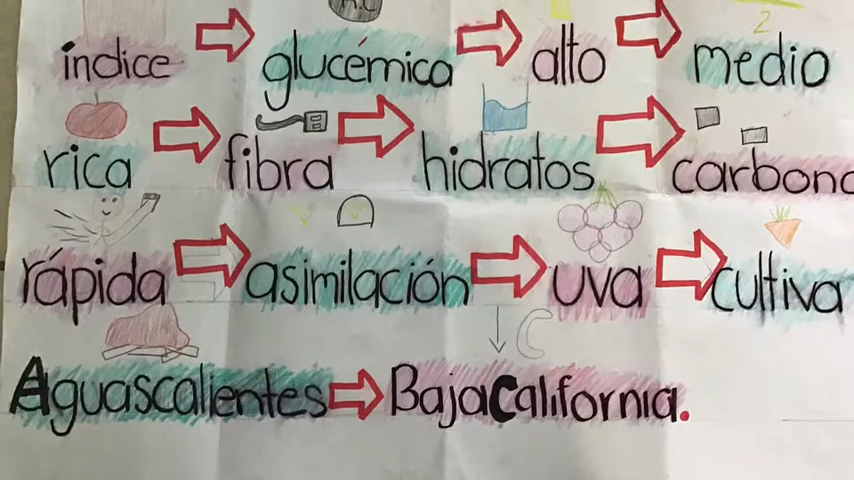 índice glucémica alto medio
rica fibra hidratos carbono
rápida asimilación uva cultiva
Aguascalientes Baja California.